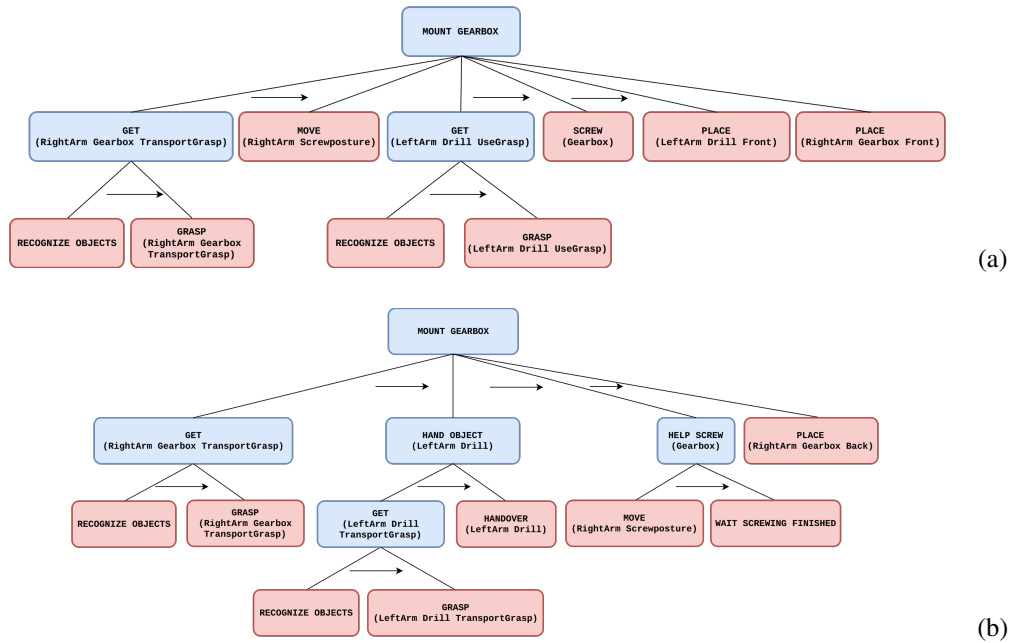 MOUNT GEARBOX
GET
(RightArm Gearbox TransportGrasp)
MOVE
(RightArm Screwposture)
GET
(LeftArm Drill UseGrasp)
SCREW
(Gearbox)
PLACE
(LeftArm Drill Front)
PLACE
(RightArm Gearbox Front)
RECOGNIZE OBJECTS
GRASP
(RightArm Gearbox
TransportGrasp)
RECOGNIZE OBJECTS
GRASP
(LeftArm Drill UseGrasp)
(a)
MOUNT GEARBOX
GET
(RightArm Gearbox TransportGrasp)
HAND OBJECT
(LeftArm Drill)
HELP SCREW
(Gearbox)
PLACE
(RightArm Gearbox Back)
RECOGNIZE OBJECTS
GRASP
(RightArm Gearbox
TransportGrasp)
GET
(LeftArm Drill
TransportGrasp)
HANDOVER
(LeftArm Drill)
MOVE
(RightArm Screwposture)
WAIT SCREWING FINISHED
RECOGNIZE OBJECTS
GRASP
(LeftArm Drill TransportGrasp)
(b)